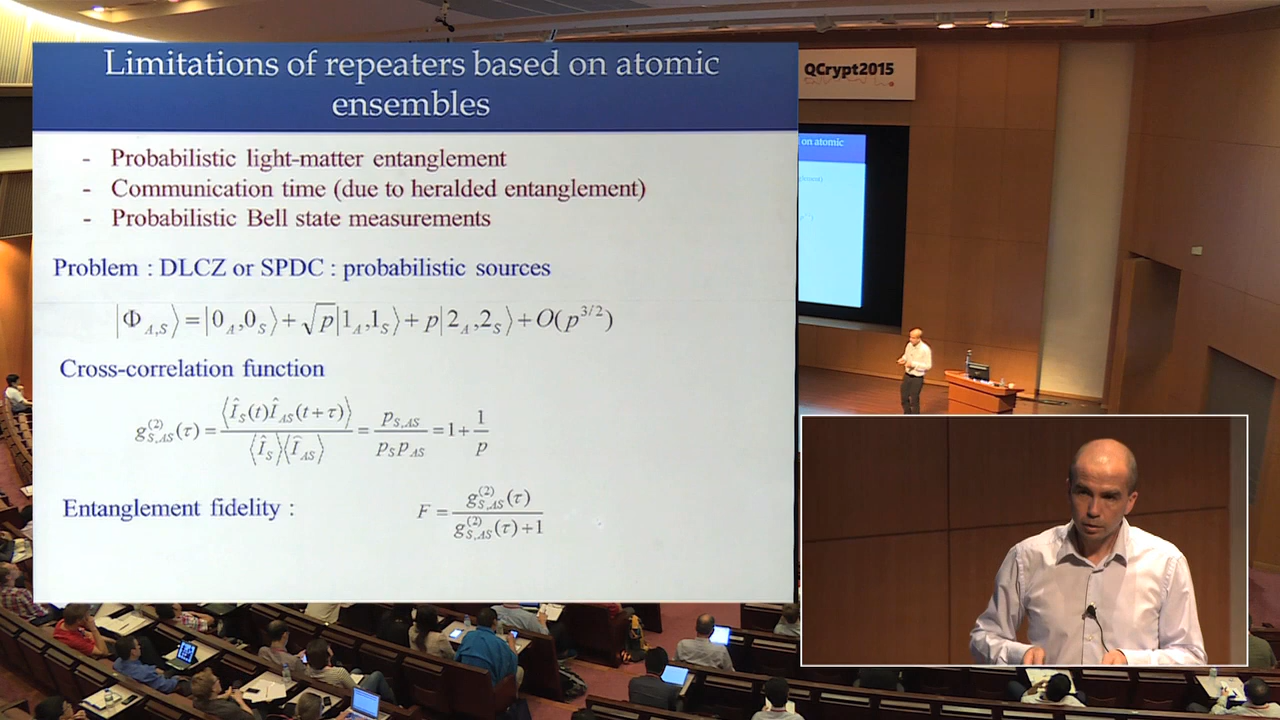 Limitations of repeaters based on atomic
ensembles
- Probabilistic light-matter entanglement
- Communication time (due to heralded entanglement)
- Probabilistic Bell state measurements
Problem : DLCZ or SPDC : probabilistic sources
|Φ_{A,S}⟩ = |0_A,0_S⟩ + √p|1_A,1_S⟩ + p|2_A,2_S⟩ + O(p^{3/2})
Cross-correlation function
g^{(2)}_{S,AS}(τ) = ⟨Î_S(t)Î_{AS}(t+τ)⟩ / ⟨Î_S⟩⟨Î_{AS}⟩ = p_{S,AS} / p_S p_{AS} = 1 + 1/p
Entanglement fidelity : F = g^{(2)}_{S,AS}(τ) / g^{(2)}_{S,AS}(τ)+1
QCrypt2015
on atomic